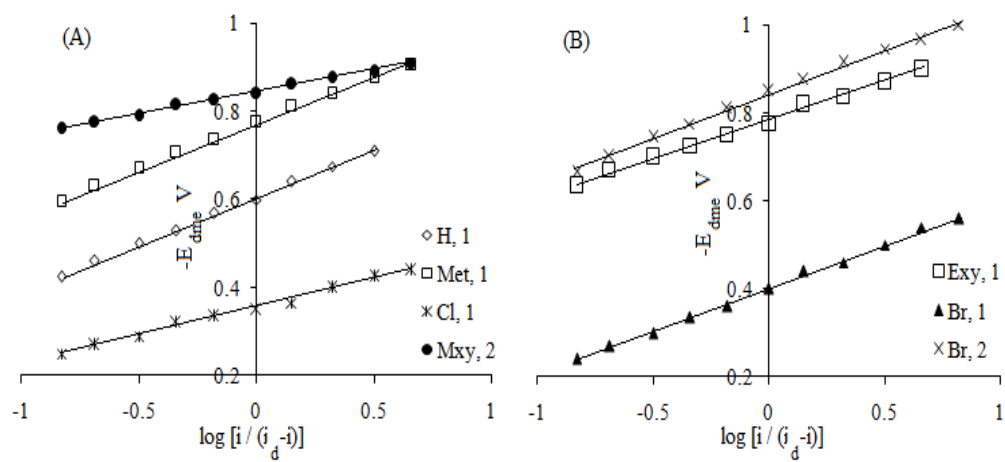 (A)
1
0.8
0.6
0.4
0.2
-E dme V
H, 1
Met, 1
Cl, 1
Mxy, 2
-1
-0.5
0
0.5
1
log [i / (i_d-i)]
(B)
1
0.8
0.6
0.4
0.2
-E dme V
Exy, 1
Br, 1
Br, 2
-1
-0.5
0
0.5
1
log [i / (i_d-i)]